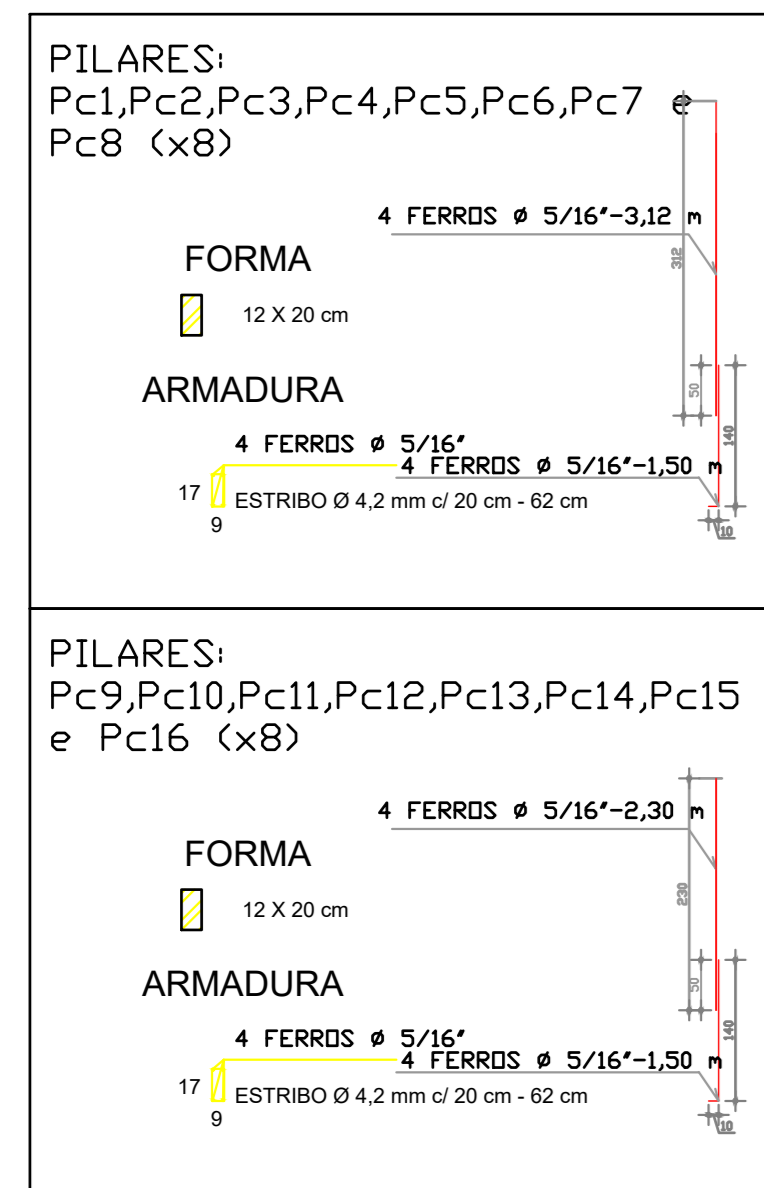 PILARES:
Pc1,Pc2,Pc3,Pc4,Pc5,Pc6,Pc7 e
Pc8 (x8)
4 FERROS Ø 5/16"-3,12 m
312
FORMA
12 X 20 cm
ARMADURA
50
140
4 FERROS Ø 5/16"
4 FERROS Ø 5/16"-1,50 m
17
ESTRIBO Ø 4,2 mm c/ 20 cm - 62 cm
9
10
PILARES:
Pc9,Pc10,Pc11,Pc12,Pc13,Pc14,Pc15
e Pc16 (x8)
4 FERROS Ø 5/16"-2,30 m
FORMA
230
12 X 20 cm
ARMADURA
50
140
4 FERROS Ø 5/16"
4 FERROS Ø 5/16"-1,50 m
17
ESTRIBO Ø 4,2 mm c/ 20 cm - 62 cm
9
10